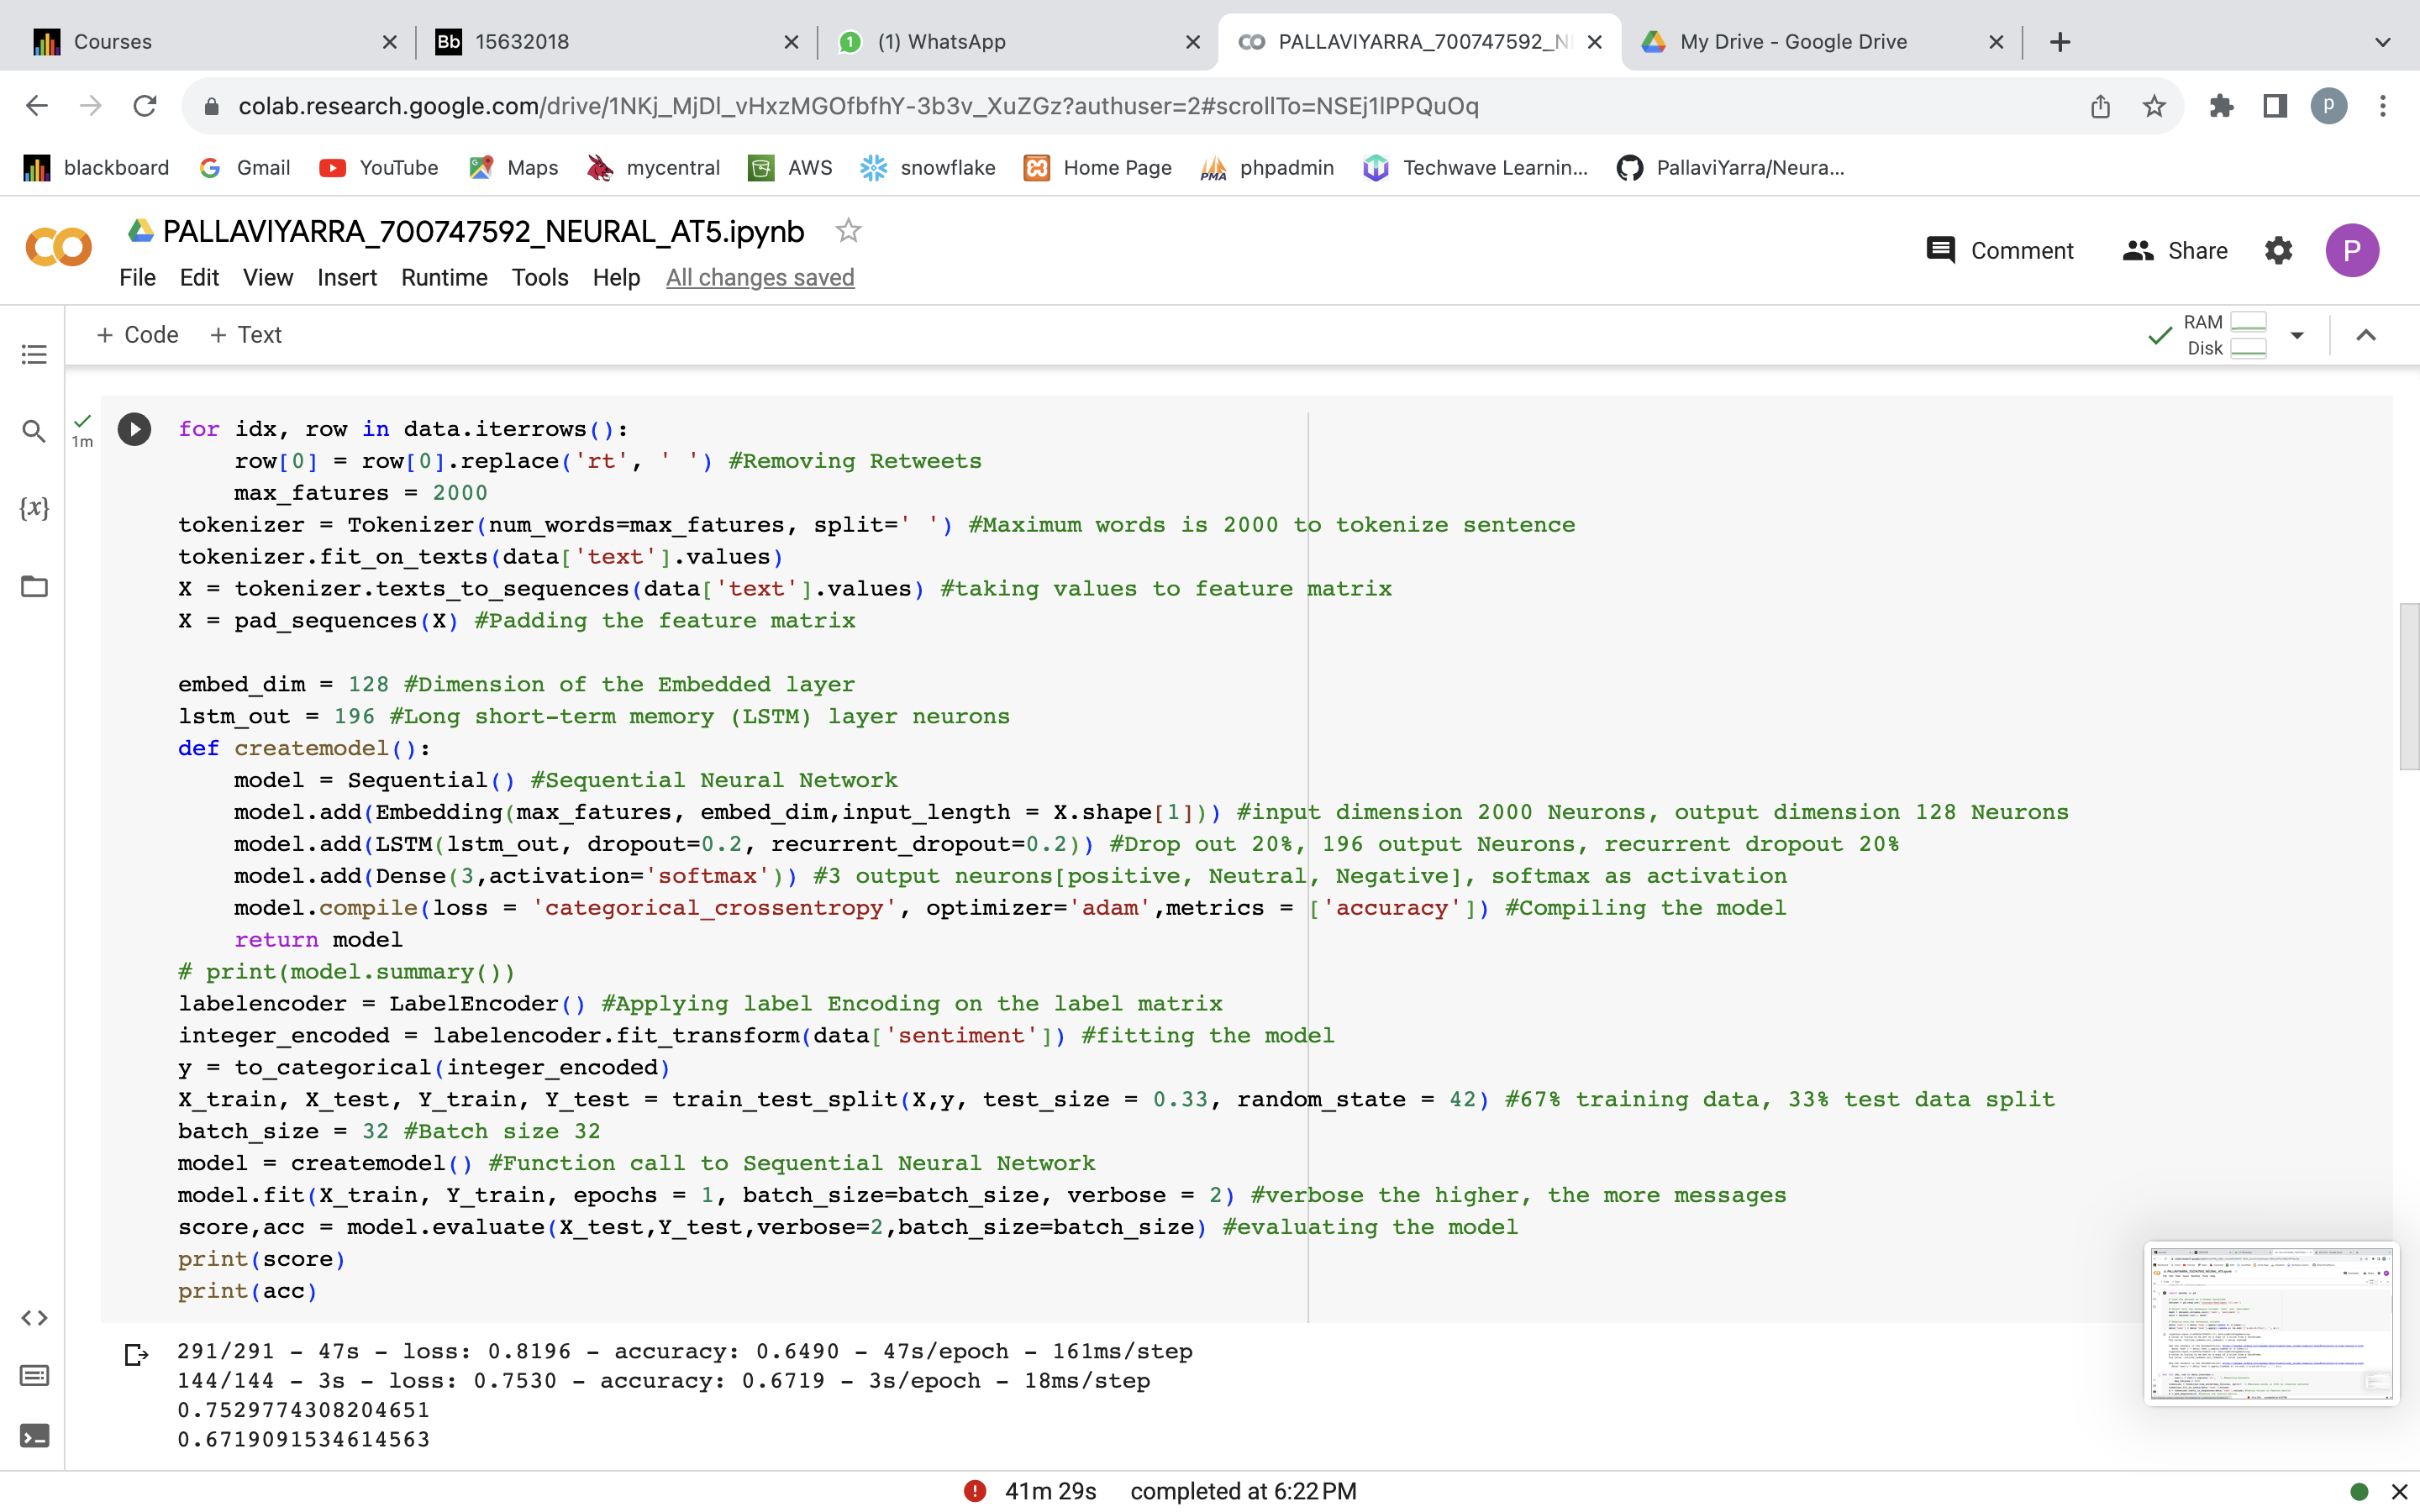 Courses
Bb 15632018
1 (1) WhatsApp
PALLAVIYARRA_700747592_N
My Drive - Google Drive
colab.research.google.com/drive/1NKj_MjDl_vHxzMGOfbfhY-3b3v_XuZGz?authuser=2#scrollTo=NSEj1lPPQuOq
p
blackboard
Gmail
YouTube
Maps
mycentral
AWS
snowflake
Home Page
PMA phpadmin
Techwave Learnin...
PallaviYarra/Neura...
PALLAVIYARRA_700747592_NEURAL_AT5.ipynb
Comment
Share
P
File Edit View Insert Runtime Tools Help All changes saved
+ Code + Text
RAM
Disk
1m
for idx, row in data.iterrows():
    row[0] = row[0].replace('rt', ' ') #Removing Retweets
    max_fatures = 2000
tokenizer = Tokenizer(num_words=max_fatures, split=' ') #Maximum words is 2000 to tokenize sentence
tokenizer.fit_on_texts(data['text'].values)
X = tokenizer.texts_to_sequences(data['text'].values) #taking values to feature matrix
X = pad_sequences(X) #Padding the feature matrix
embed_dim = 128 #Dimension of the Embedded layer
lstm_out = 196 #Long short-term memory (LSTM) layer neurons
def createmodel():
    model = Sequential() #Sequential Neural Network
    model.add(Embedding(max_fatures, embed_dim,input_length = X.shape[1])) #input dimension 2000 Neurons, output dimension 128 Neurons
    model.add(LSTM(lstm_out, dropout=0.2, recurrent_dropout=0.2)) #Drop out 20%, 196 output Neurons, recurrent dropout 20%
    model.add(Dense(3,activation='softmax')) #3 output neurons[positive, Neutral, Negative], softmax as activation
    model.compile(loss = 'categorical_crossentropy', optimizer='adam',metrics = ['accuracy']) #Compiling the model
    return model
# print(model.summary())
labelencoder = LabelEncoder() #Applying label Encoding on the label matrix
integer_encoded = labelencoder.fit_transform(data['sentiment']) #fitting the model
y = to_categorical(integer_encoded)
X_train, X_test, Y_train, Y_test = train_test_split(X,y, test_size = 0.33, random_state = 42) #67% training data, 33% test data split
batch_size = 32 #Batch size 32
model = createmodel() #Function call to Sequential Neural Network
model.fit(X_train, Y_train, epochs = 1, batch_size=batch_size, verbose = 2) #verbose the higher, the more messages
score,acc = model.evaluate(X_test,Y_test,verbose=2,batch_size=batch_size) #evaluating the model
print(score)
print(acc)
291/291 - 47s - loss: 0.8196 - accuracy: 0.6490 - 47s/epoch - 161ms/step
144/144 - 3s - loss: 0.7530 - accuracy: 0.6719 - 3s/epoch - 18ms/step
0.7529774308204651
0.6719091534614563
41m 29s completed at 6:22 PM